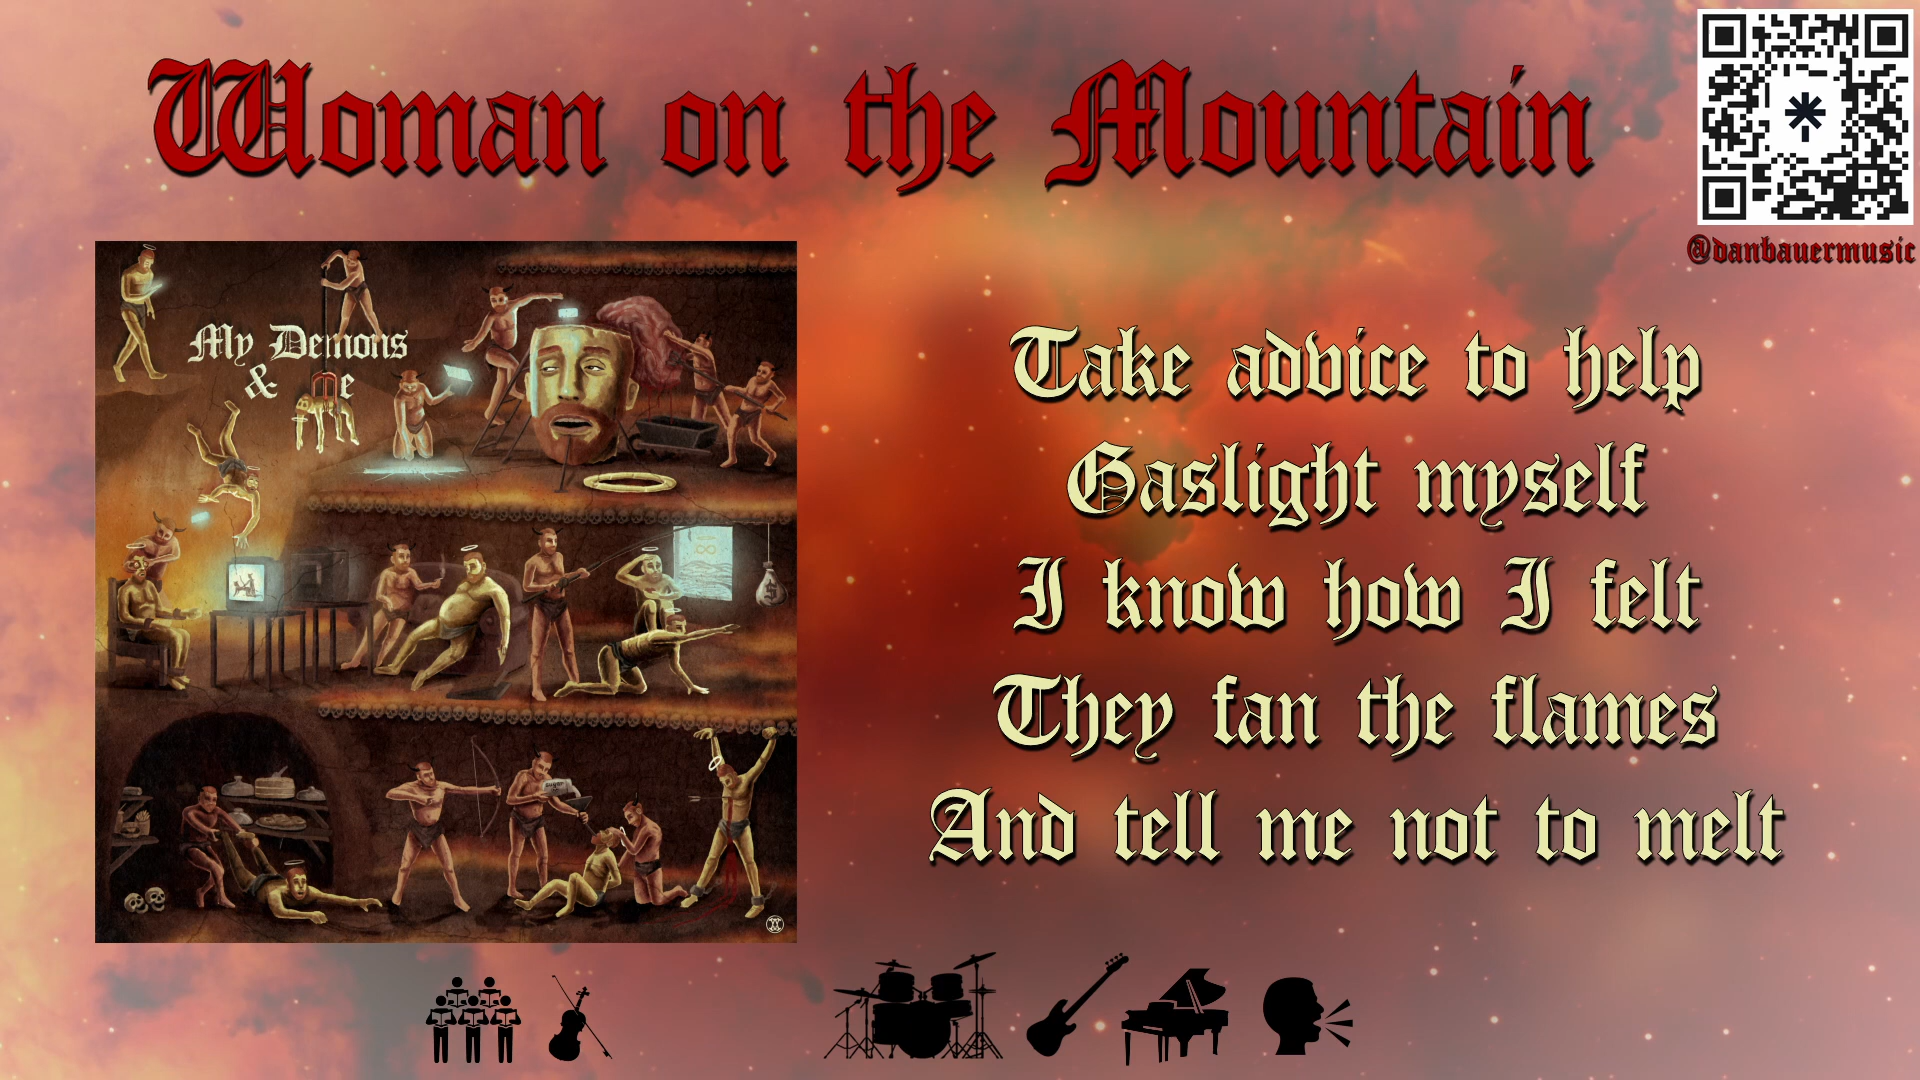 Woman on the Mountain
@danbauermusic
My Demons
& Me
Take advice to help
Gaslight myself
I know how I felt
They fan the flames
And tell me not to melt